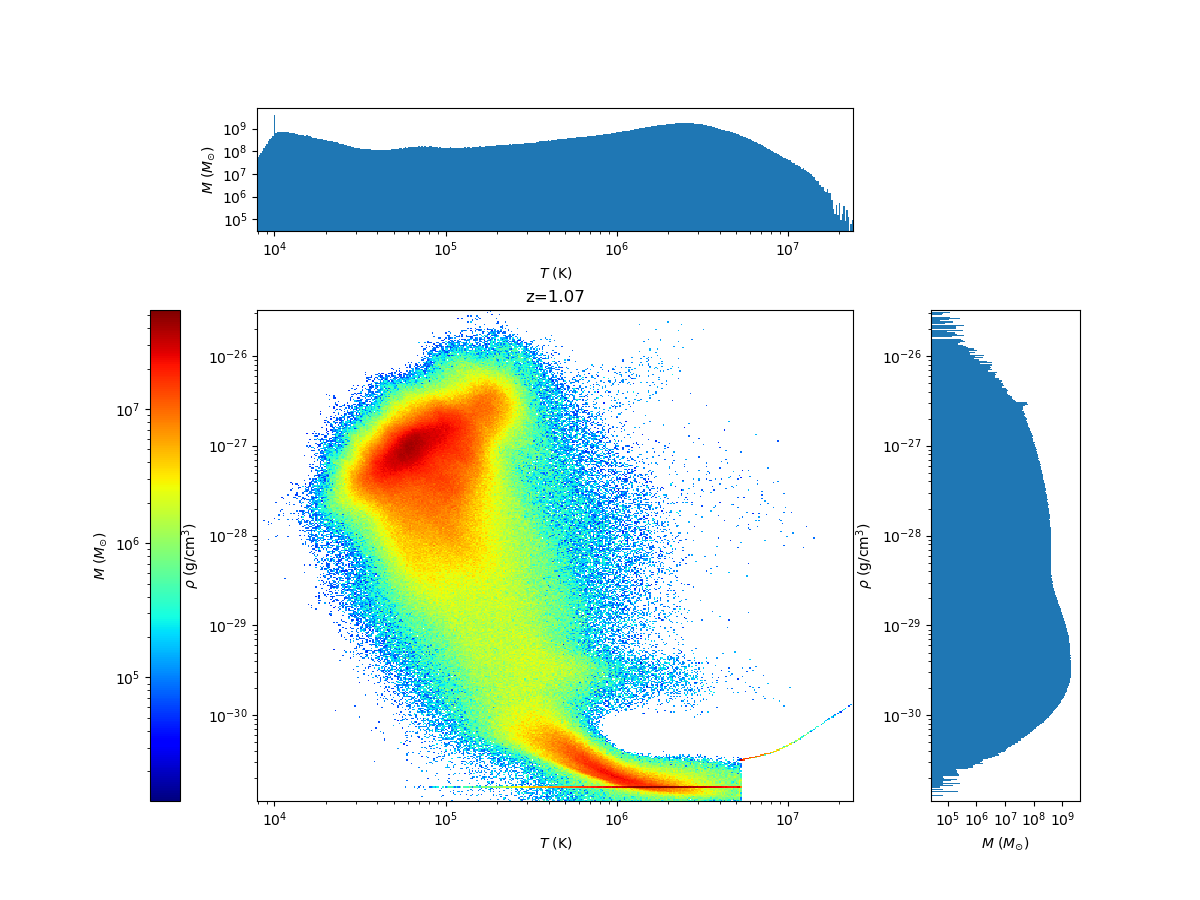 10⁹
10⁸
10⁷
10⁶
10⁵
M (M⊙)
10⁴ 10⁵ 10⁶ 10⁷
T (K)
z=1.07
10⁷
10⁶
10⁵
M (M⊙)
10⁻²⁶
10⁻²⁷
10⁻²⁸
10⁻²⁹
10⁻³⁰
ρ (g/cm³)
10⁴ 10⁵ 10⁶ 10⁷
T (K)
10⁻²⁶
10⁻²⁷
10⁻²⁸
10⁻²⁹
10⁻³⁰
ρ (g/cm³)
10⁵ 10⁶ 10⁷ 10⁸ 10⁹
M (M⊙)